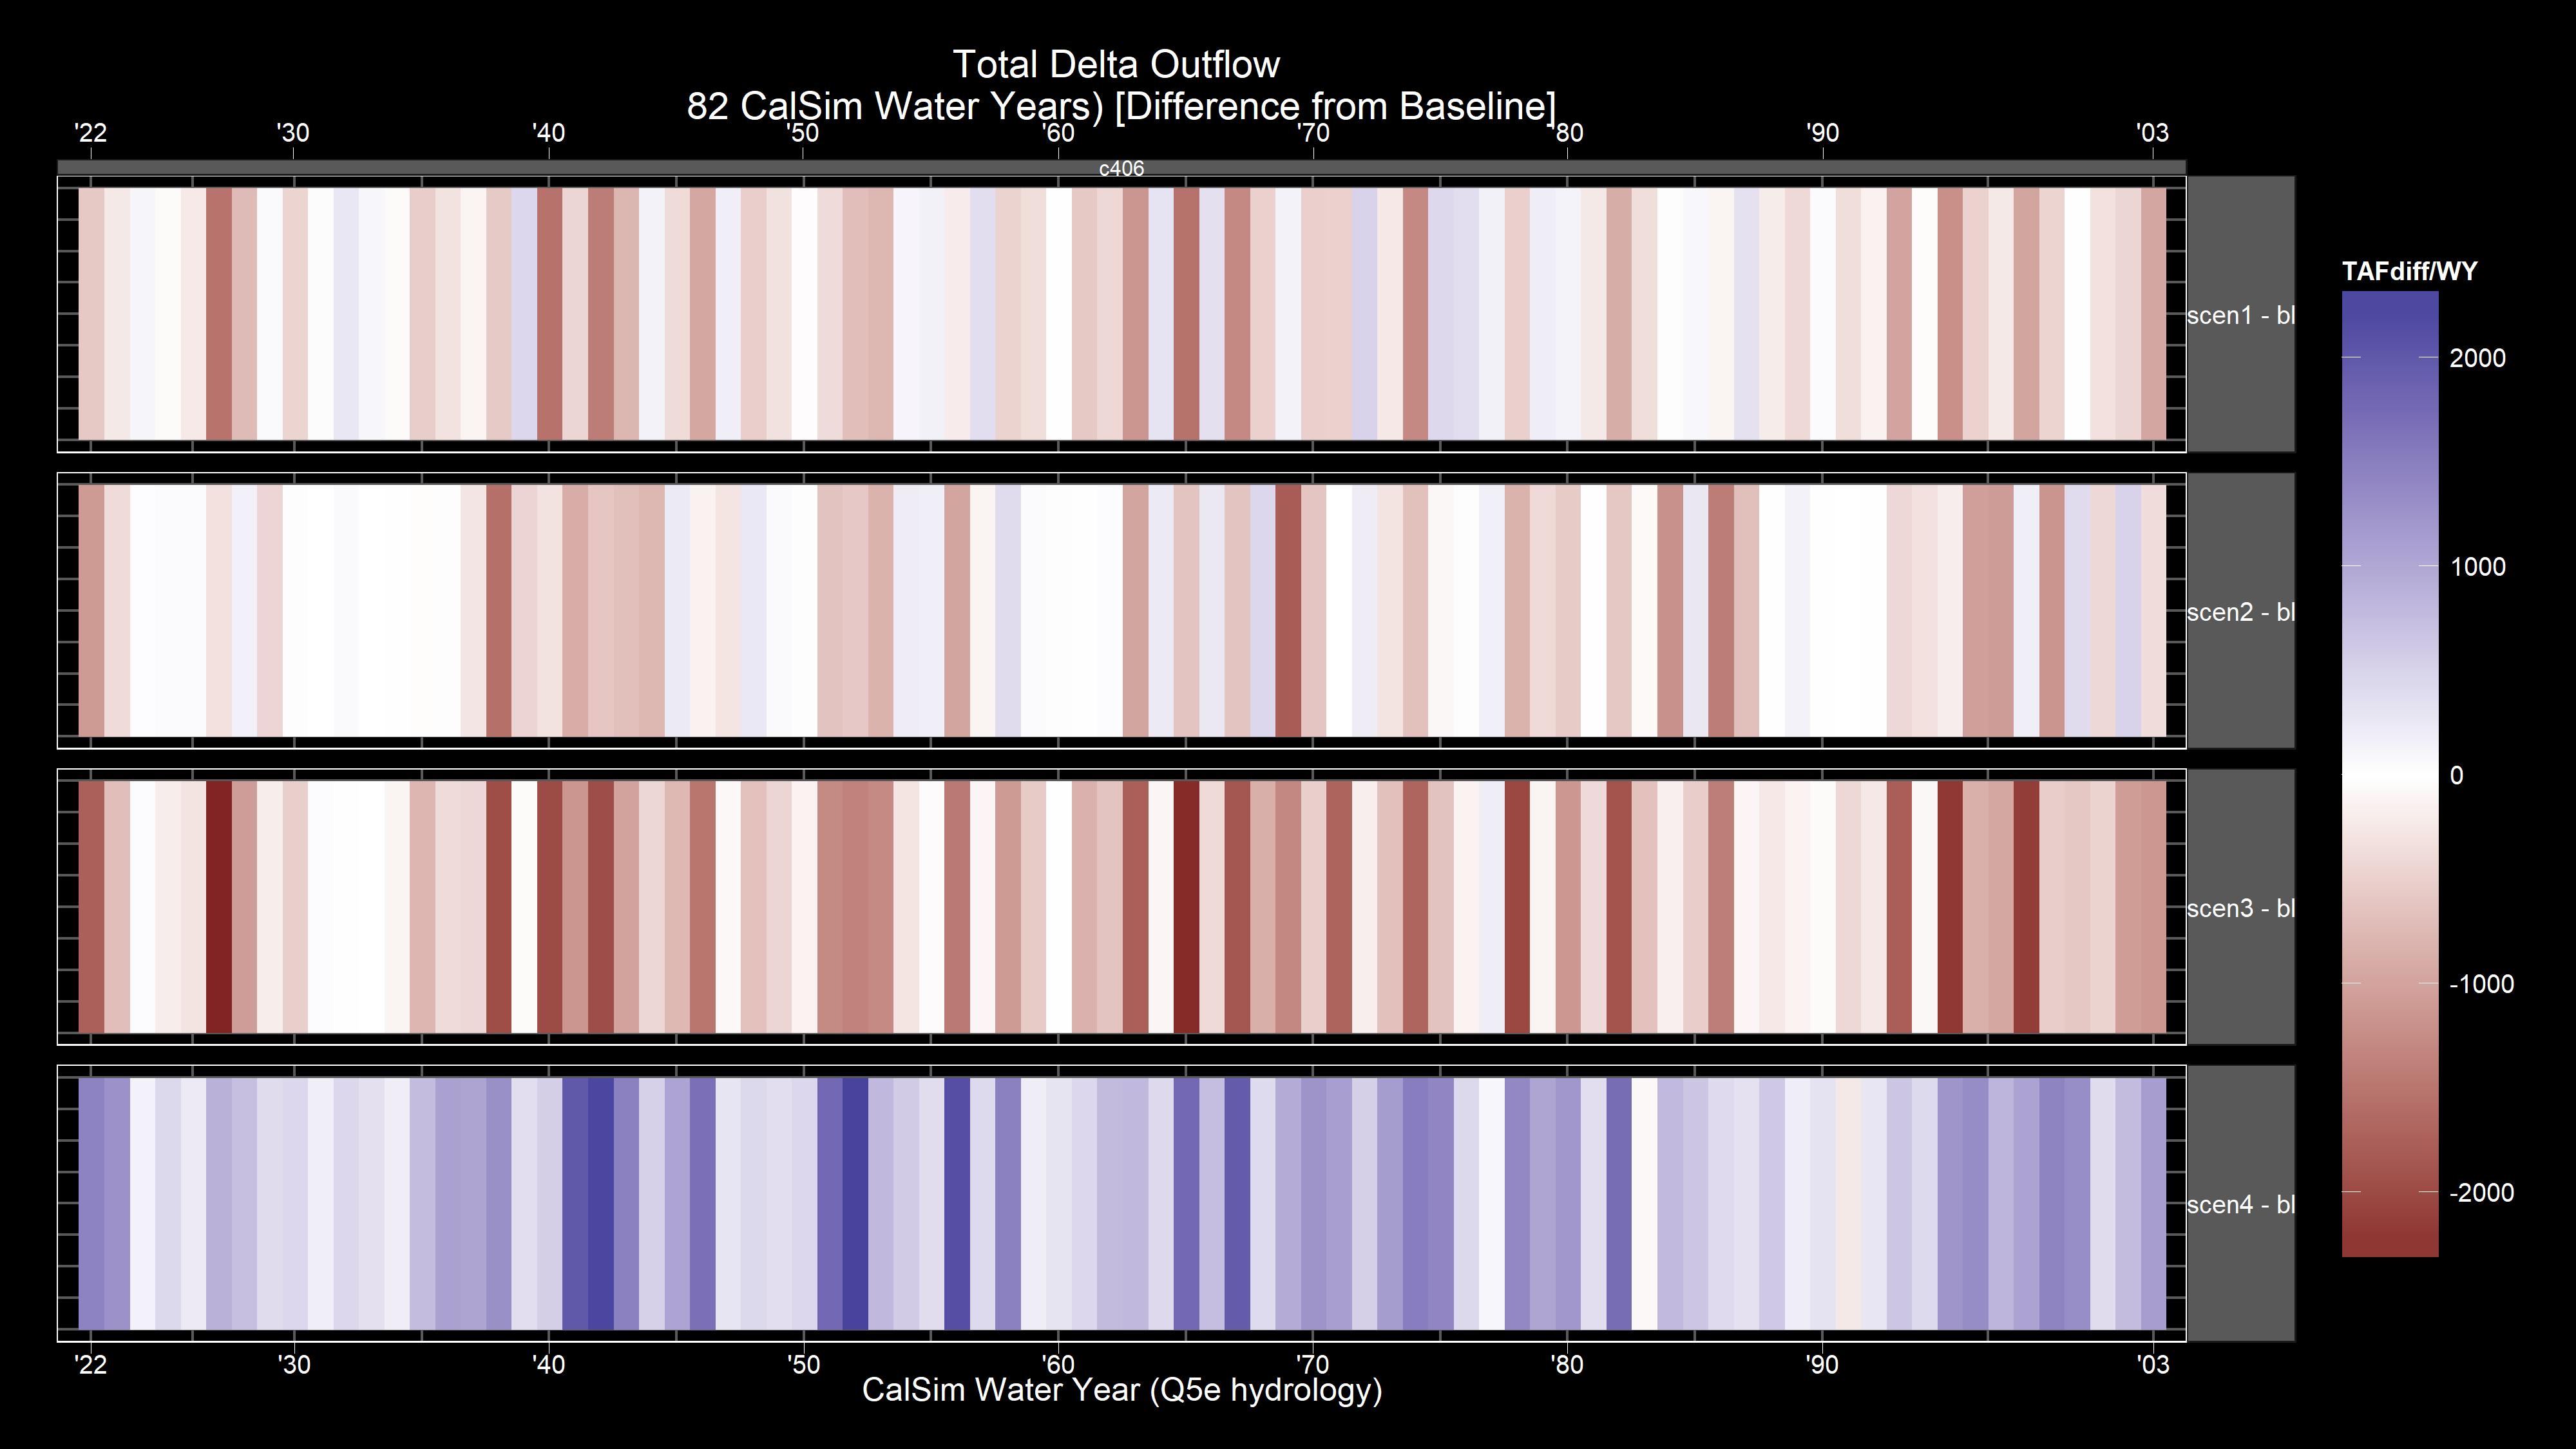 Total Delta Outflow
82 CalSim Water Years) [Difference from Baseline]
'22 '30 '40 '50 '60 '70 '80 '90 '03
c406
scen1 - bl
scen2 - bl
scen3 - bl
scen4 - bl
'22 '30 '40 '50 '60 '70 '80 '90 '03
CalSim Water Year (Q5e hydrology)
TAFdiff/WY
2000
1000
0
-1000
-2000